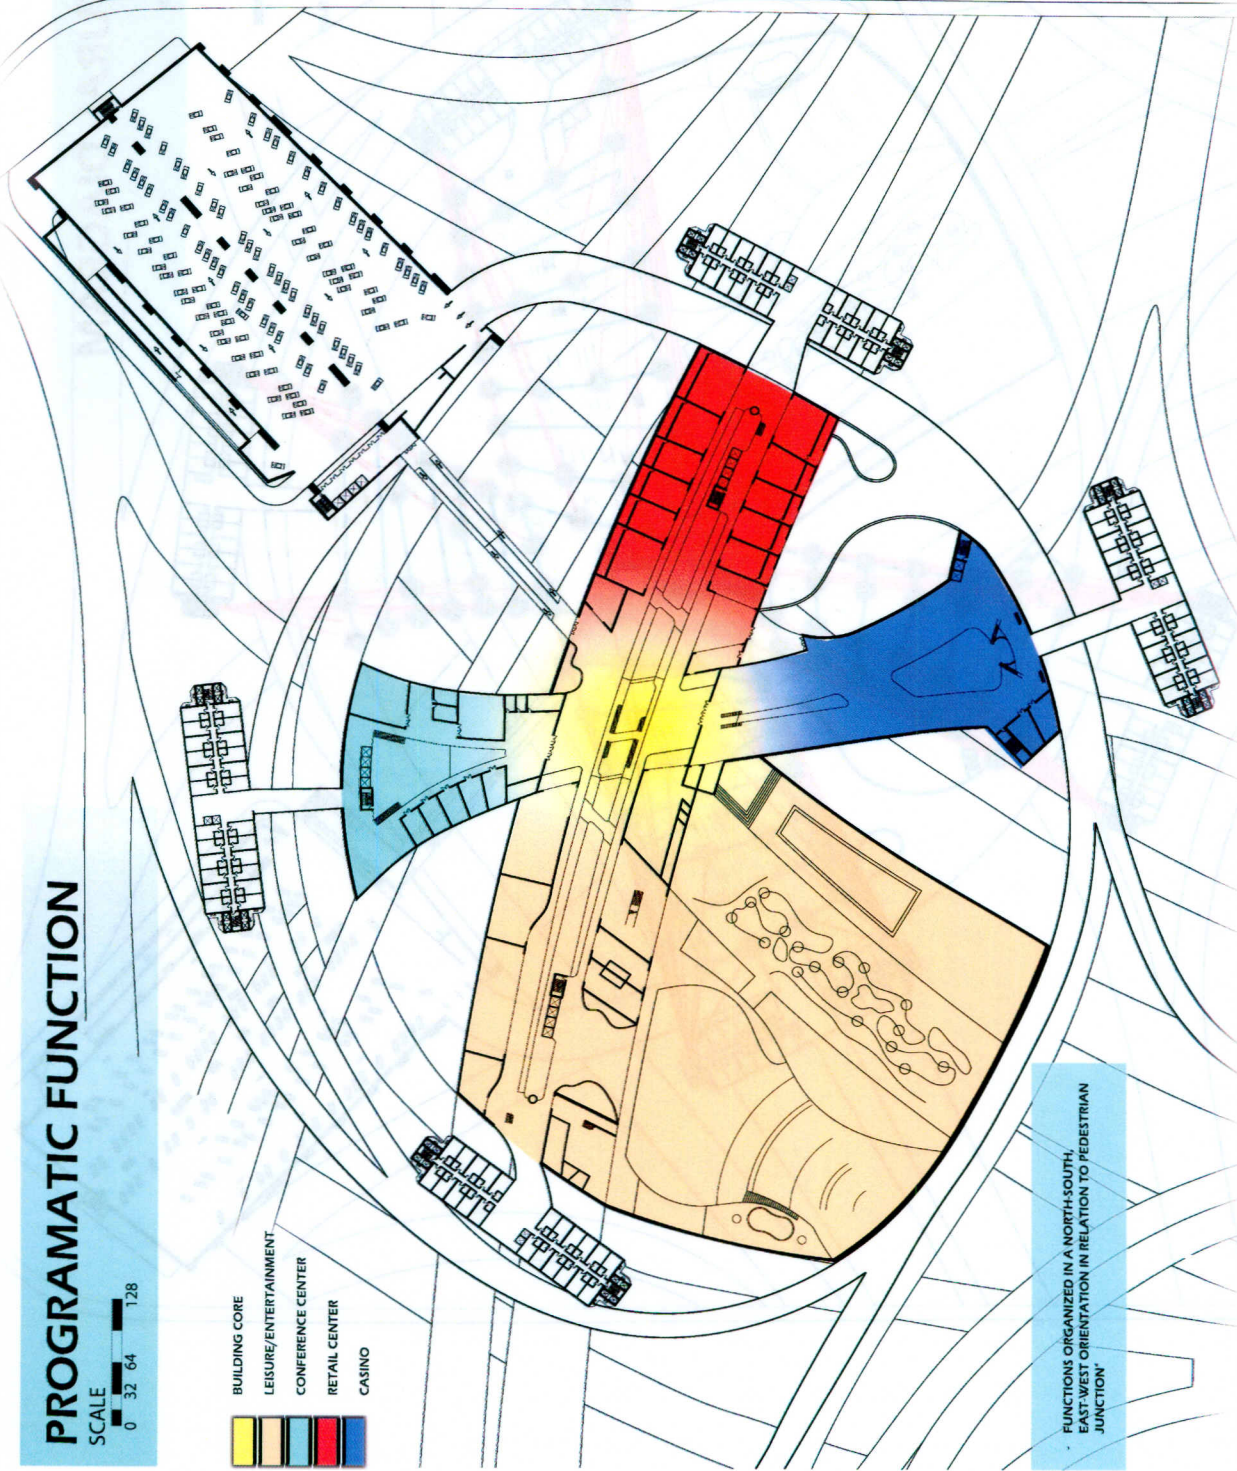 PROGRAMATIC FUNCTION
SCALE
0 32 64 128
BUILDING CORE
LEISURE/ENTERTAINMENT
CONFERENCE CENTER
RETAIL CENTER
CASINO
· FUNCTIONS ORGANIZED IN A NORTH-SOUTH,
EAST-WEST ORIENTATION IN RELATION TO PEDESTRIAN
JUNCTION'